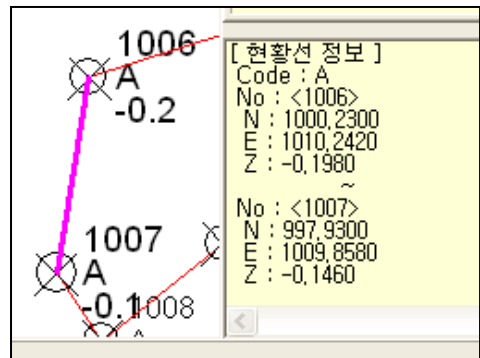 1006
A
-0.2
1007
A
-0.1
1008
A
[ 현황선 정보 ]
Code : A
No : <1006>
N : 1000,2300
E : 1010,2420
Z : -0,1980
~
No : <1007>
N : 997,9300
E : 1009,8580
Z : -0,1460